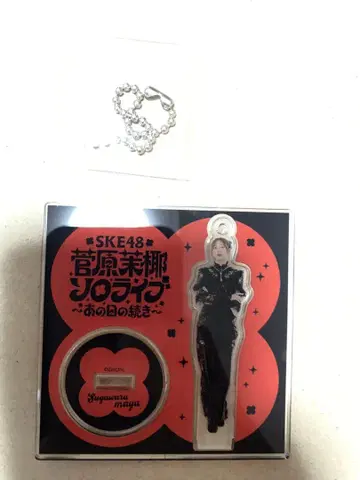 SKE48
菅原茉椰
ソロライブ
～あの日の続き～
Sugawara
maya